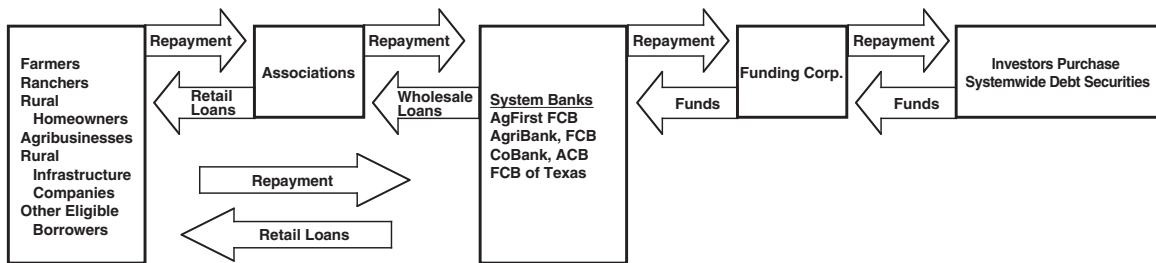 Farmers
Ranchers
Rural
Homeowners
Agribusinesses
Rural
Infrastructure
Companies
Other Eligible
Borrowers
Repayment
Retail
Loans
Associations
Repayment
Wholesale
Loans
Repayment
Retail Loans
System Banks
AgFirst FCB
AgriBank, FCB
CoBank, ACB
FCB of Texas
Repayment
Funds
Funding Corp.
Repayment
Funds
Investors Purchase
Systemwide Debt Securities